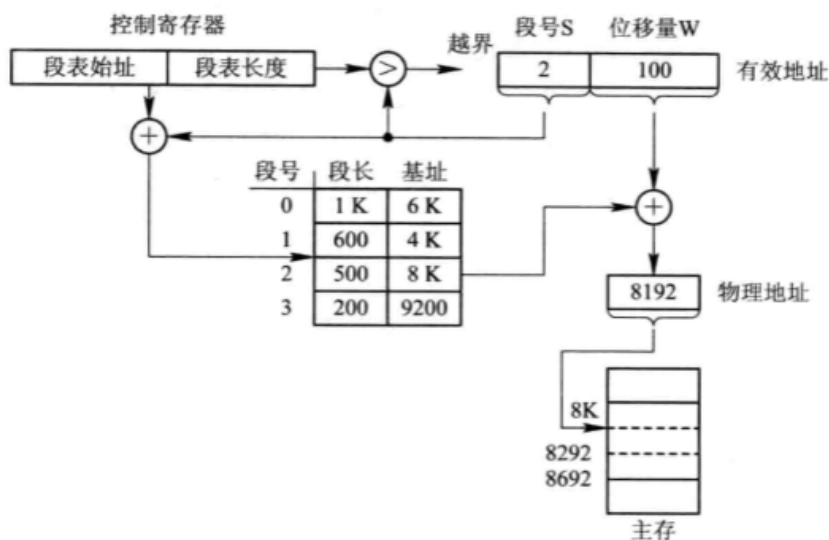 控制寄存器
段表始址 段表长度
>
越界
段号S 位移量W
2 100
有效地址
+
段号 段长 基址
0 1 K 6 K
1 600 4 K
2 500 8 K
3 200 9200
+
8192
物理地址
8K
8292
8692
主存